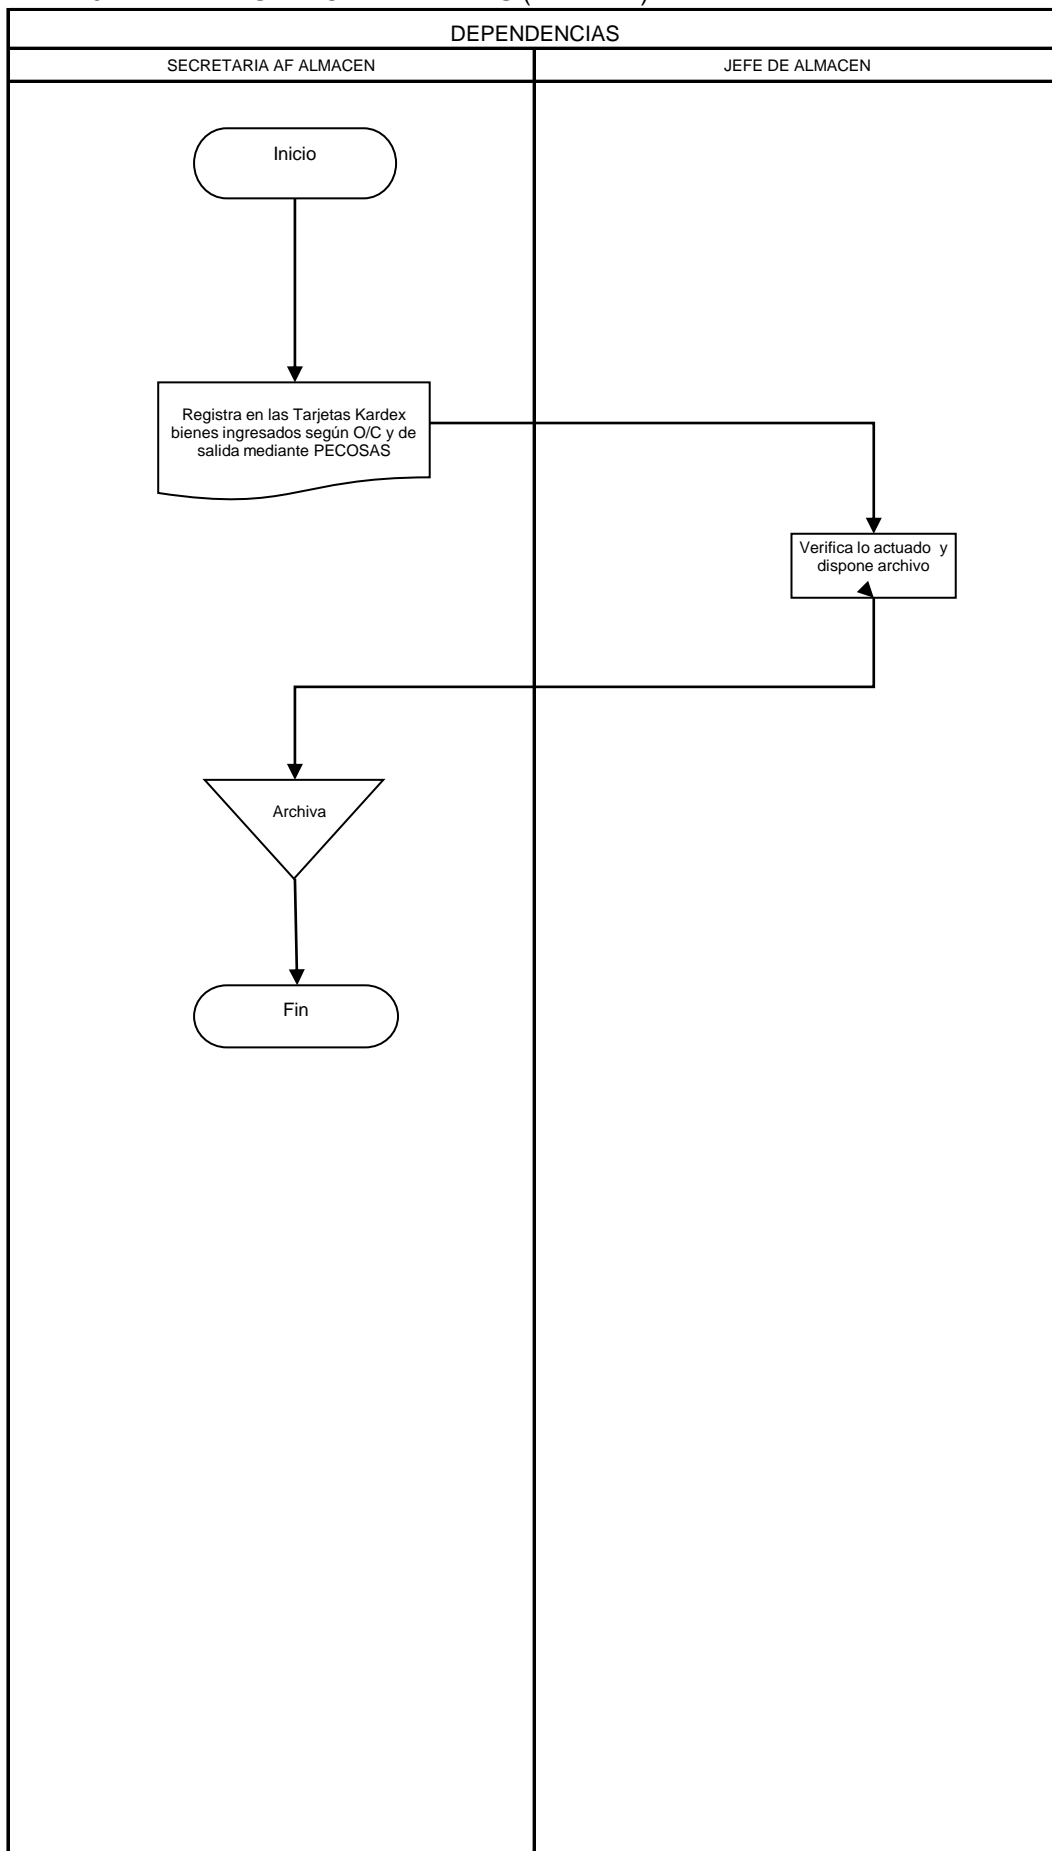 DEPENDENCIAS
SECRETARIA AF ALMACEN
JEFE DE ALMACEN
Inicio
Registra en las Tarjetas Kardex
bienes ingresados según O/C y de
salida mediante PECOSAS
Verifica lo actuado y
dispone archivo
Archiva
Fin